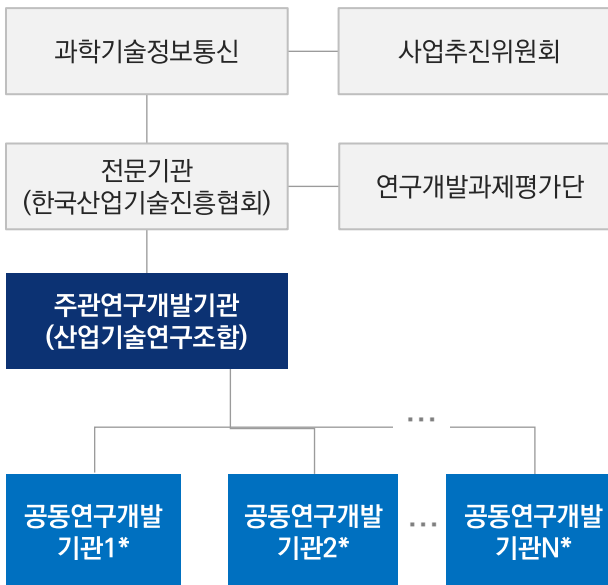 과학기술정보통신
사업추진위원회
전문기관
(한국산업기술진흥협회)
연구개발과제평가단
주관연구개발기관
(산업기술연구조합)
...
공동연구개발
기관1*
공동연구개발
기관2*
...
공동연구개발
기관N*